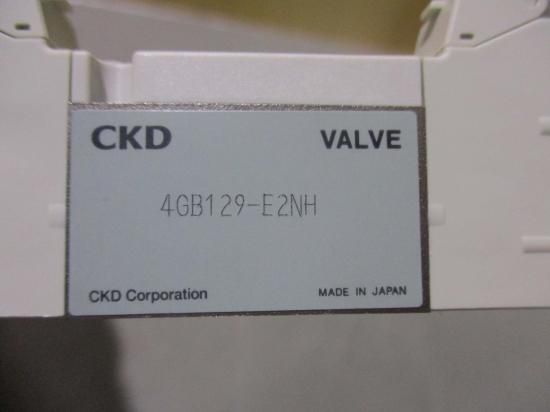 CKD VALVE
4GB129-E2NH
CKD Corporation MADE IN JAPAN